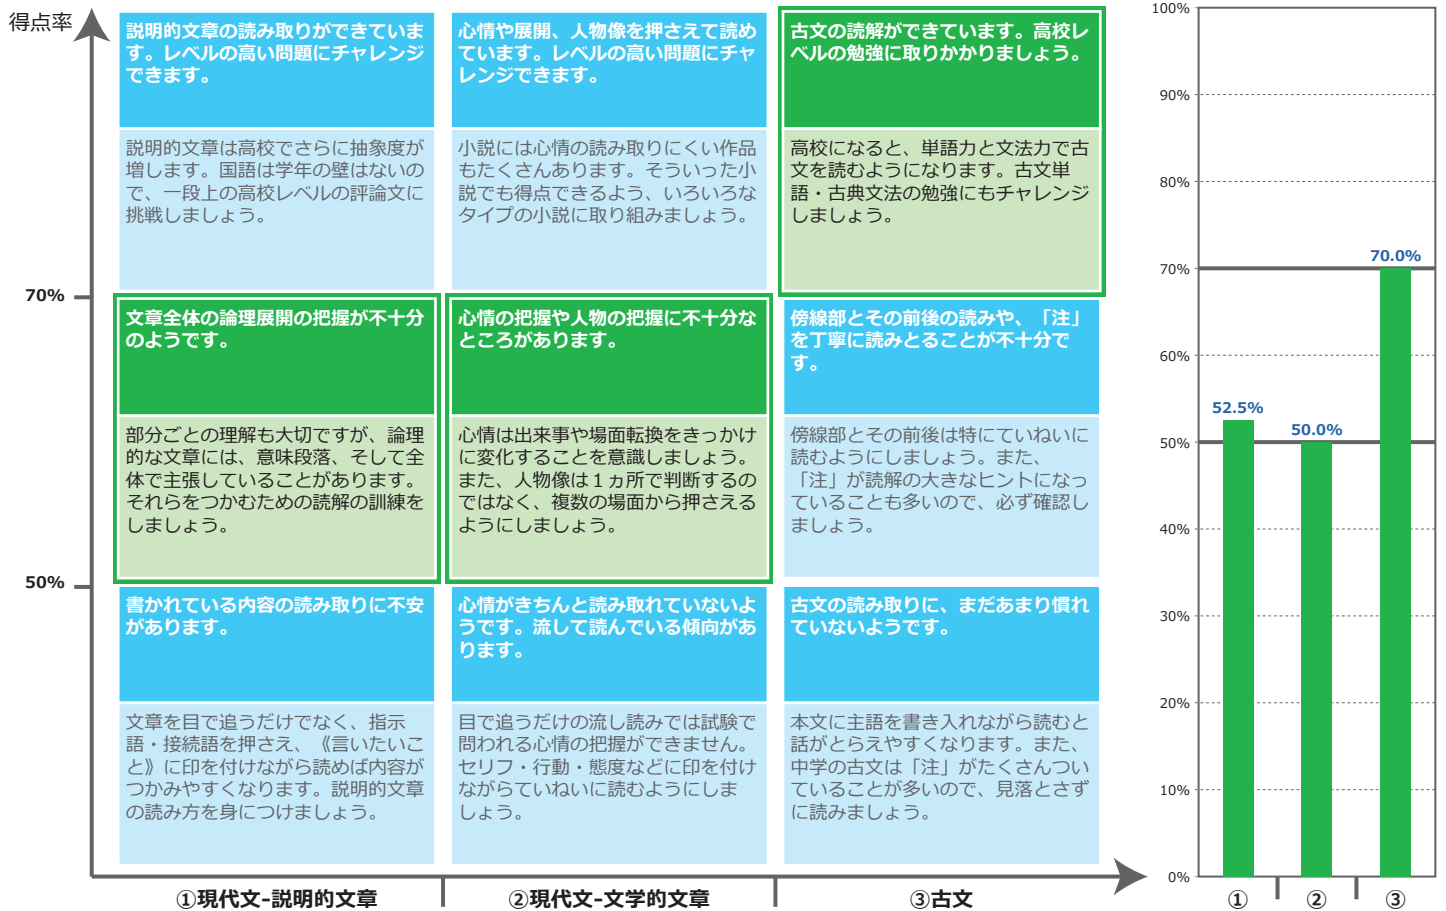 得点率
説明的文章の読み取りができていま
す。レベルの高い問題にチャレンジ
できます。
説明的文章は高校でさらに抽象度が
増します。国語は学年の壁はないの
で、一段上の高校レベルの評論文に
挑戦しましょう。
心情や展開、人物像を押さえて読め
ています。レベルの高い問題にチャ
レンジできます。
小説には心情の読み取りにくい作品
もたくさんあります。そういった小
説でも得点できるよう、いろいろな
タイプの小説に取り組みましょう。
古文の読解ができています。高校レ
ベルの勉強に取りかかりましょう。
高校になると、単語力と文法力で古
文を読むようになります。古文単
語・古典文法の勉強にもチャレンジ
しましょう。
70%
文章全体の論理展開の把握が不十分
のようです。
部分ごとの理解も大切ですが、論理
的な文章には、意味段落、そして全
体で主張していることがあります。
それらをつかむための読解の訓練を
しましょう。
心情の把握や人物の把握に不十分な
ところがあります。
心情は出来事や場面転換をきっかけ
に変化することを意識しましょう。
また、人物像は１ヵ所で判断するの
ではなく、複数の場面から押さえる
ようにしましょう。
傍線部とその前後の読みや、「注」
を丁寧に読みとることが不十分で
す。
傍線部とその前後は特にていねいに
読むようにしましょう。また、
「注」が読解の大きなヒントになっ
ていることも多いので、必ず確認し
ましょう。
50%
書かれている内容の読み取りに不安
があります。
文章を目で追うだけでなく、指示
語・接続語を押さえ、《言いたいこ
と》に印を付けながら読めば内容が
つかみやすくなります。説明的文章
の読み方を身につけましょう。
心情がきちんと読み取れていないよ
うです。流して読んでいる傾向があ
ります。
目で追うだけの流し読みでは試験で
問われる心情の把握ができません。
セリフ・行動・態度などに印を付け
ながらていねいに読むようにしま
しょう。
古文の読み取りに、まだあまり慣れ
ていないようです。
本文に主語を書き入れながら読むと
話がとらえやすくなります。また、
中学の古文は「注」がたくさんつい
ていることが多いので、見落とさず
に読みましょう。
①現代文-説明的文章
②現代文-文学的文章
③古文
100%
90%
80%
70%
60%
50%
40%
30%
20%
10%
0%
52.5%
50.0%
70.0%
①
②
③